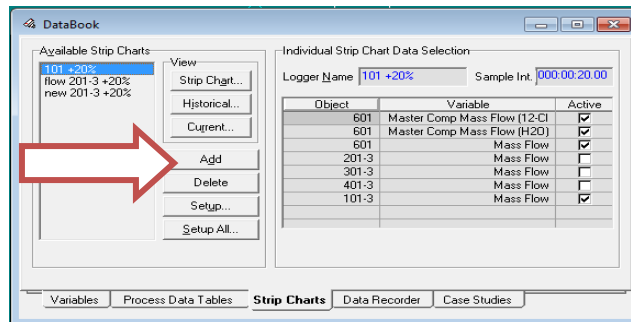 DataBook
Available Strip Charts
101 +20%
flow 201-3 +20%
new 201-3 +20%
View
Strip Chart...
Historical...
Current...
Add
Delete
Setup...
Setup All...
Individual Strip Chart Data Selection
Logger Name 101 +20% Sample Int. 000:00:20.00
Object Variable Active
601 Master Comp Mass Flow (12-Cl
601 Master Comp Mass Flow (H2O)
601 Mass Flow
201-3 Mass Flow
301-3 Mass Flow
401-3 Mass Flow
101-3 Mass Flow
Variables Process Data Tables Strip Charts Data Recorder Case Studies